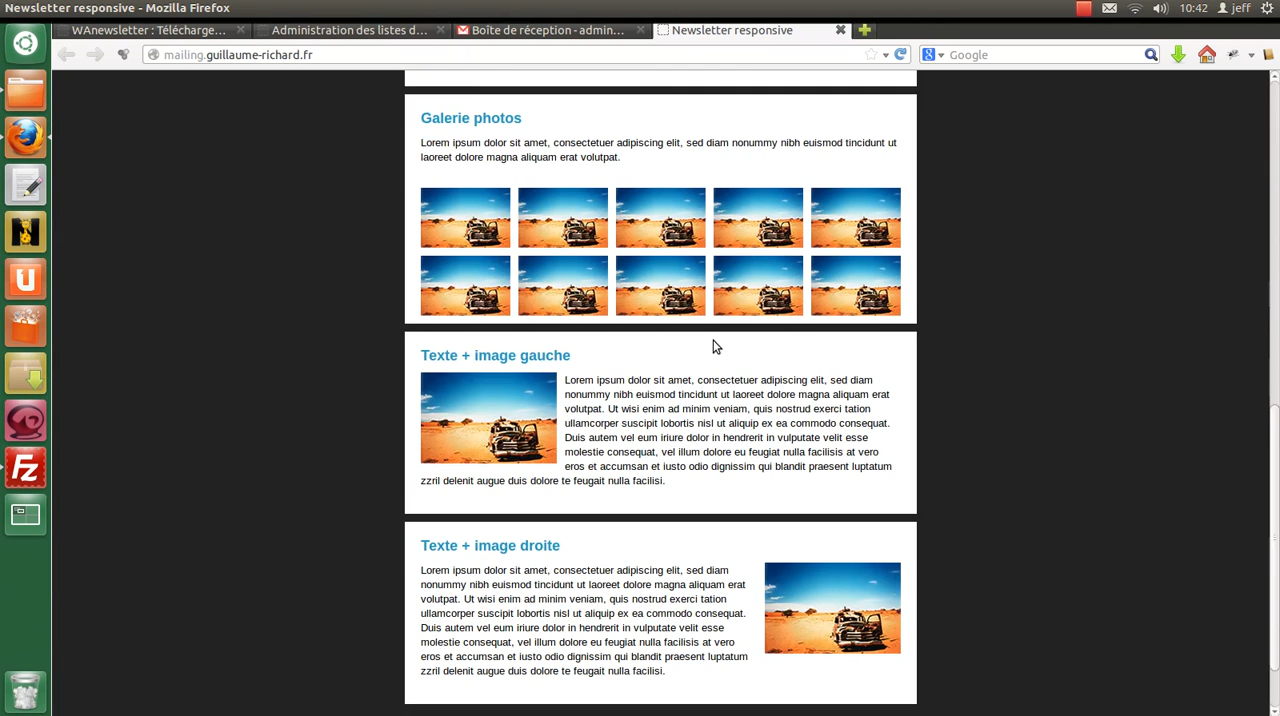 Newsletter responsive - Mozilla Firefox
10:42 jeff
WAnewsletter : Télécharge...
Administration des listes d...
Boîte de réception - admin...
Newsletter responsive
mailing.guillaume-richard.fr
Google
Galerie photos
Lorem ipsum dolor sit amet, consectetuer adipiscing elit, sed diam nonummy nibh euismod tincidunt ut
laoreet dolore magna aliquam erat volutpat.
Texte + image gauche
Lorem ipsum dolor sit amet, consectetuer adipiscing elit, sed diam
nonummy nibh euismod tincidunt ut laoreet dolore magna aliquam erat
volutpat. Ut wisi enim ad minim veniam, quis nostrud exerci tation
ullamcorper suscipit lobortis nisl ut aliquip ex ea commodo consequat.
Duis autem vel eum iriure dolor in hendrerit in vulputate velit esse
molestie consequat, vel illum dolore eu feugiat nulla facilisis at vero
eros et accumsan et iusto odio dignissim qui blandit praesent luptatum
zzril delenit augue duis dolore te feugait nulla facilisi.
Texte + image droite
Lorem ipsum dolor sit amet, consectetuer adipiscing elit, sed diam
nonummy nibh euismod tincidunt ut laoreet dolore magna aliquam erat
volutpat. Ut wisi enim ad minim veniam, quis nostrud exerci tation
ullamcorper suscipit lobortis nisl ut aliquip ex ea commodo consequat.
Duis autem vel eum iriure dolor in hendrerit in vulputate velit esse
molestie consequat, vel illum dolore eu feugiat nulla facilisis at vero
eros et accumsan et iusto odio dignissim qui blandit praesent luptatum
zzril delenit augue duis dolore te feugait nulla facilisi.